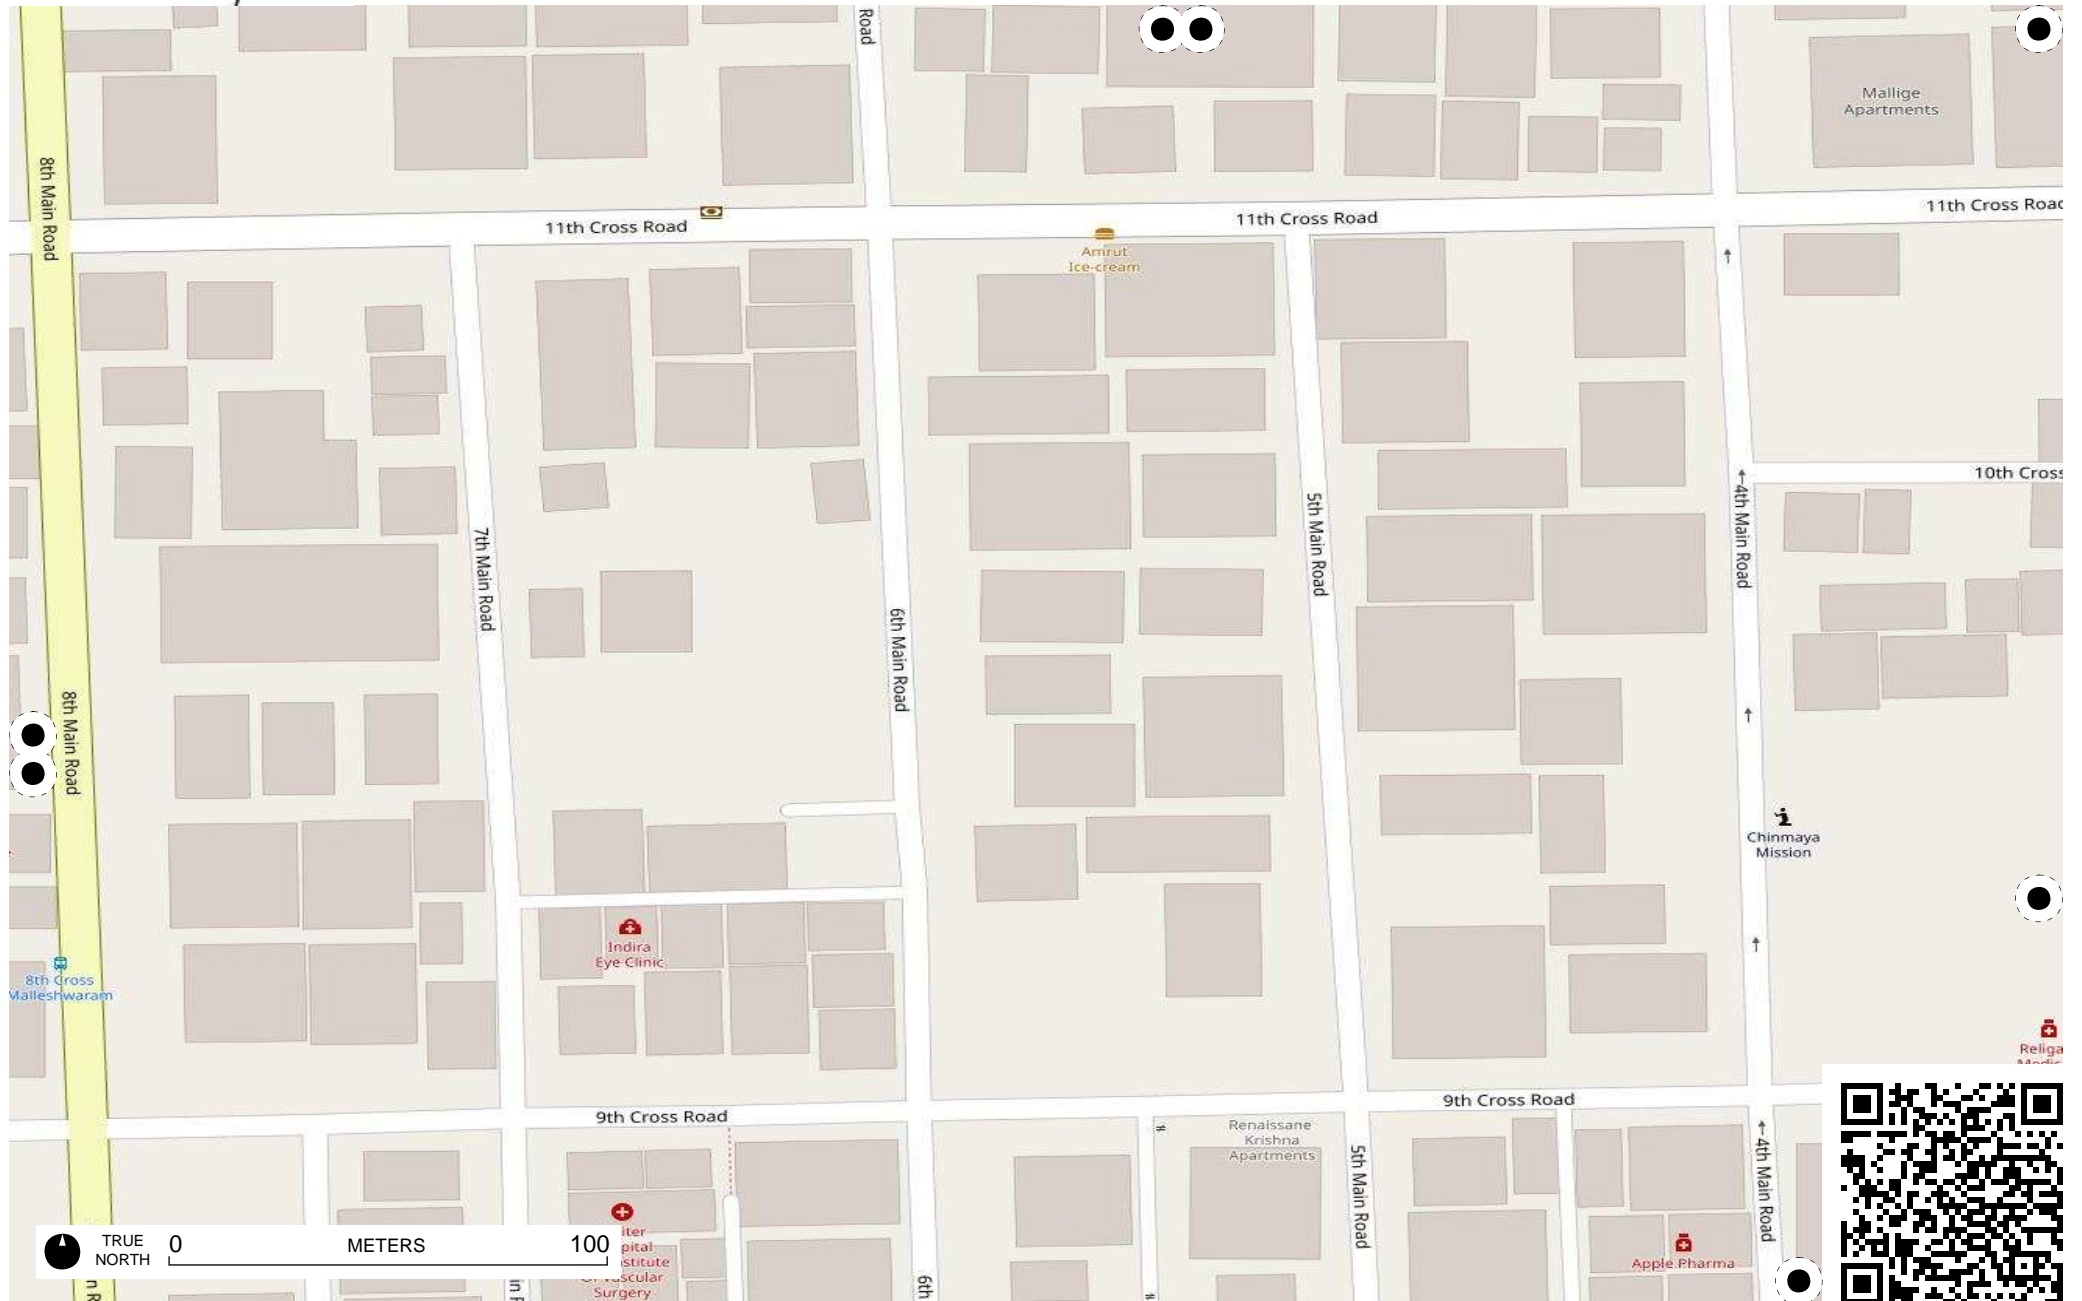 Road
Mallige
Apartments
8th Main Road
11th Cross Road
11th Cross Road
11th Cross Road
Amrut
Ice-cream
10th Cross
4th Main Road
5th Main Road
7th Main Road
6th Main Road
8th Main Road
Chinmaya
Mission
Indira
Eye Clinic
8th Cross
Malleshwaram
Religa
9th Cross Road
9th Cross Road
Renaissane
Krishna
Apartments
4th Main Road
5th Main Road
TRUE
NORTH
0 METERS 100
Vascular
Surgery
Apple Pharma
6th